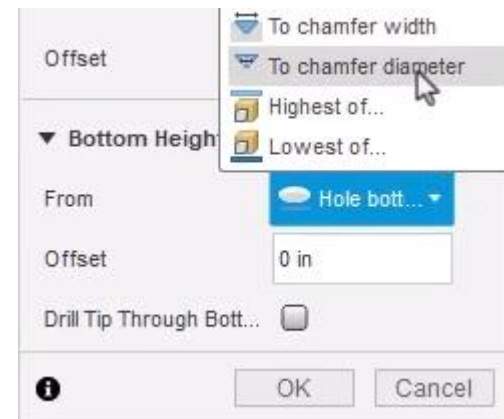 To chamfer width
Offset
To chamfer diameter
Highest of...
Bottom Heigh
Lowest of...
From
Hole bott...
Offset
0 in
Drill Tip Through Bott...
OK
Cancel